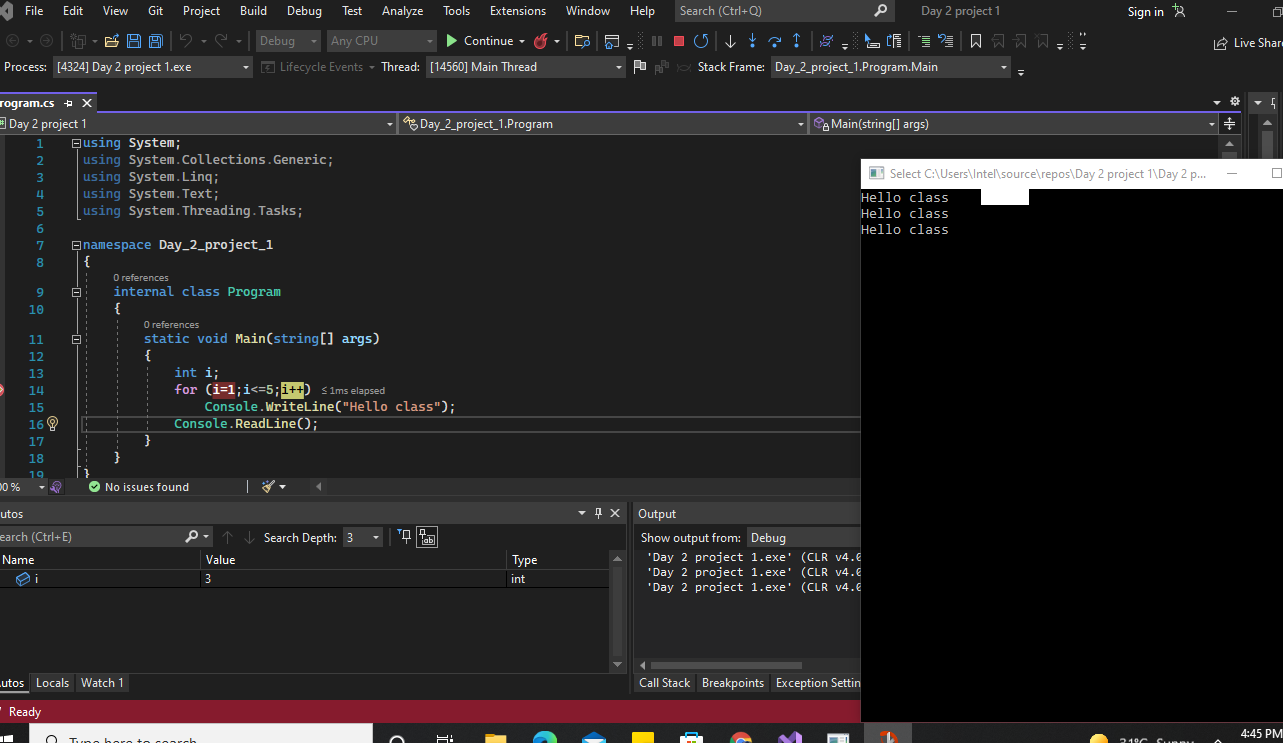 File Edit View Git Project Build Debug Test Analyze Tools Extensions Window Help Search (Ctrl+Q) Day 2 project 1 Sign in
Debug Any CPU Continue Live Shar
Process: [4324] Day 2 project 1.exe Lifecycle Events Thread: [14560] Main Thread Stack Frame: Day_2_project_1.Program.Main
rogram.cs
Day 2 project 1 Day_2_project_1.Program Main(string[] args)
1 using System;
2 using System.Collections.Generic;
3 using System.Linq;
4 using System.Text;
5 using System.Threading.Tasks;
6
7 namespace Day_2_project_1
8 {
0 references
9 internal class Program
10 {
0 references
11 static void Main(string[] args)
12 {
13 int i;
14 for (i=1;i<=5;i++) ≤ 1ms elapsed
15 Console.WriteLine("Hello class");
16 Console.ReadLine();
17 }
18 }
19 }
00 % No issues found
Select C:\Users\Intel\source\repos\Day 2 project 1\Day 2 p...
Hello class
Hello class
Hello class
utos
earch (Ctrl+E) Search Depth: 3
Name Value Type
i 3 int
utos Locals Watch 1
Output
Show output from: Debug
'Day 2 project 1.exe' (CLR v4.0
'Day 2 project 1.exe' (CLR v4.0
'Day 2 project 1.exe' (CLR v4.0
Call Stack Breakpoints Exception Settin
Ready
Type here to search 31°C Sunny 4:45 PM